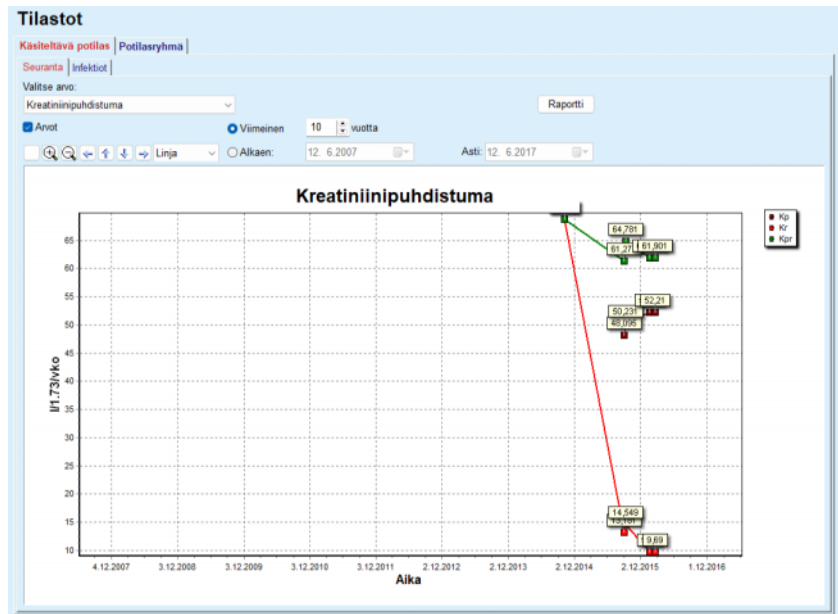 Tilastot
Käsiteltävä potilas Potilasryhmä
Seuranta Infektiot
Valitse arvo:
Kreatiniinipuhdistuma
Raportti
Arvot Viimeinen 10 vuotta
Linja Alkaen: 12. 6.2007 Asti: 12. 6.2017
Kreatiniinipuhdistuma
Kp
Kr
Kpr
64,781
61,27 61,901
52,21
50,231
48,095
14,549
9,69
65
60
55
50
45
40
35
30
25
20
15
10
l/1.73/vko
4.12.2007 3.12.2008 3.12.2009 3.12.2010 3.12.2011 2.12.2012 2.12.2013 2.12.2014 2.12.2015 1.12.2016
Aika